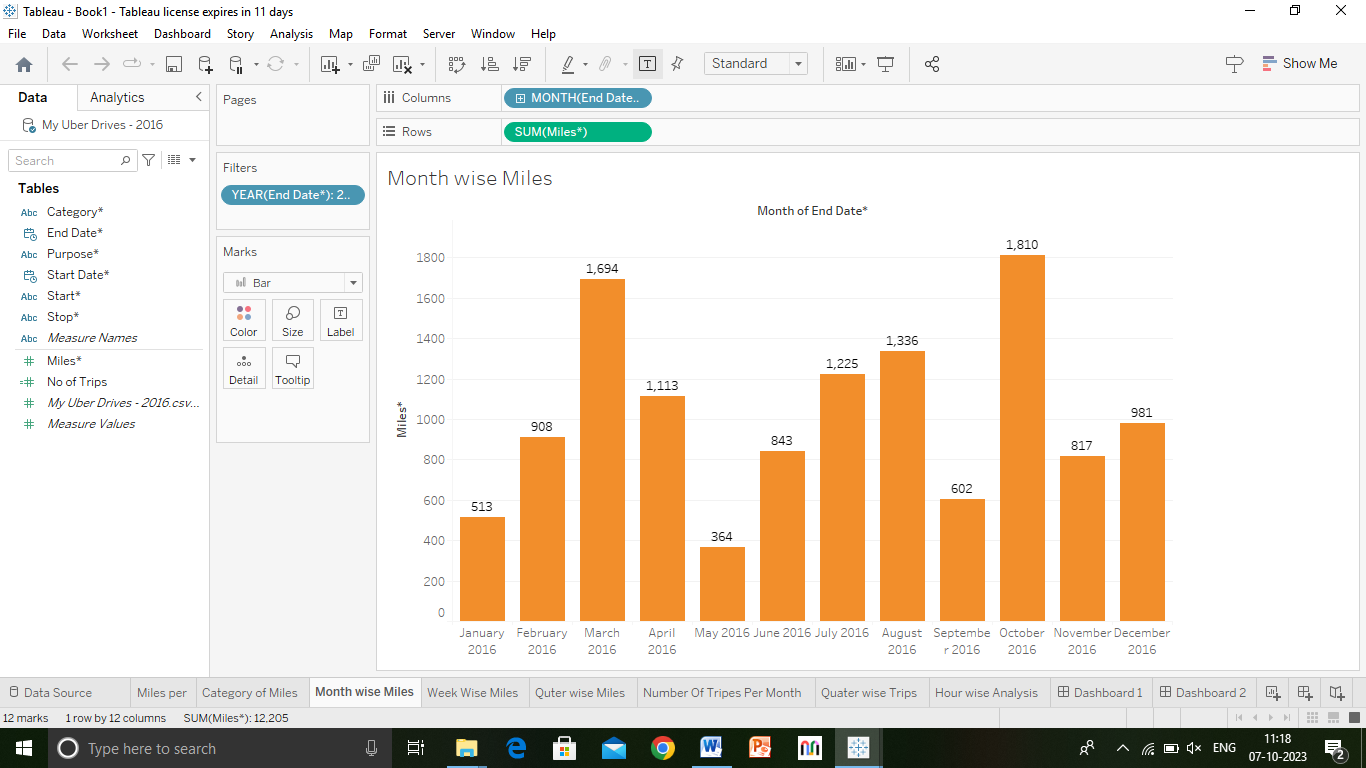 Tableau - Book1 - Tableau license expires in 11 days
File Data Worksheet Dashboard Story Analysis Map Format Server Window Help
Standard
Show Me
Data Analytics
My Uber Drives - 2016
Search
Tables
Abc Category*
End Date*
Abc Purpose*
Start Date*
Abc Start*
Abc Stop*
Abc Measure Names
# Miles*
=# No of Trips
# My Uber Drives - 2016.csv...
# Measure Values
Pages
Filters
YEAR(End Date*): 2..
Marks
Bar
Color Size Label
Detail Tooltip
Columns MONTH(End Date..
Rows SUM(Miles*)
Month wise Miles
Month of End Date*
Miles*
1800
1600
1400
1200
1000
800
600
400
200
0
513
908
1,694
1,113
364
843
1,225
1,336
602
1,810
817
981
January 2016
February 2016
March 2016
April 2016
May 2016
June 2016
July 2016
August 2016
Septembe
r 2016
October 2016
November 2016
December 2016
Data Source Miles per Category of Miles Month wise Miles Week Wise Miles Quter wise Miles Number Of Tripes Per Month Quater wise Trips Hour wise Analysis Dashboard 1 Dashboard 2
12 marks 1 row by 12 columns SUM(Miles*): 12,205
Type here to search
ENG
11:18
07-10-2023
2